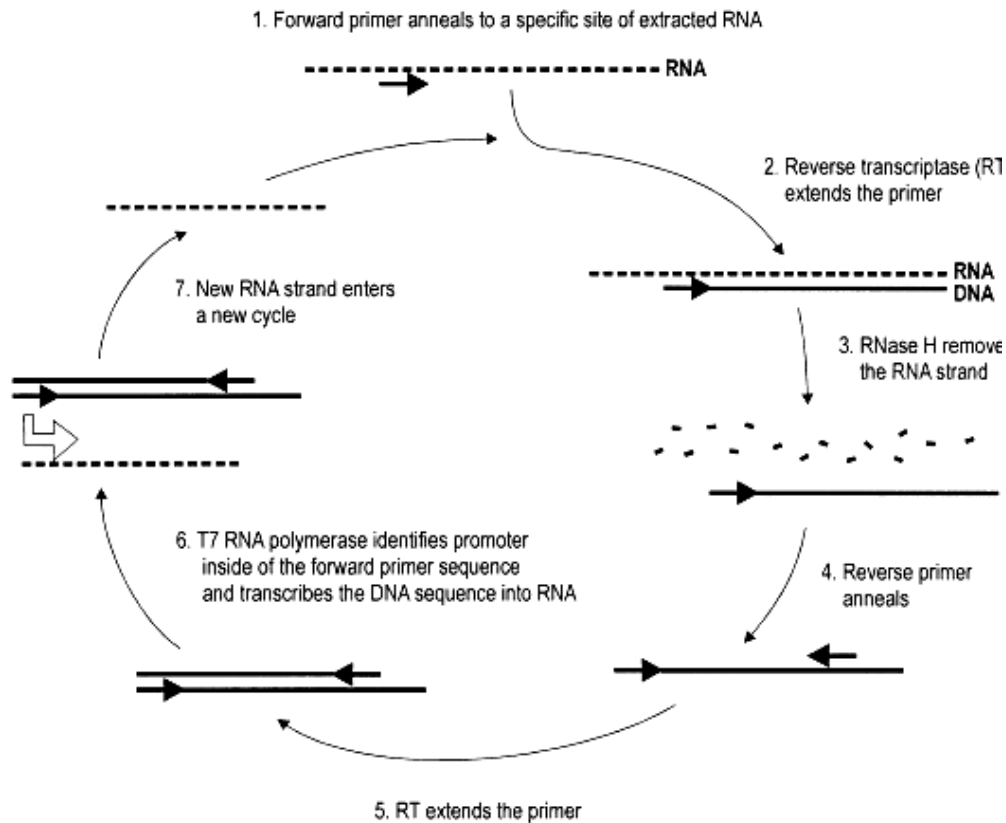 1. Forward primer anneals to a specific site of extracted RNA
RNA
2. Reverse transcriptase (RT
extends the primer
RNA
DNA
3. RNase H remove
the RNA strand
4. Reverse primer
anneals
5. RT extends the primer
6. T7 RNA polymerase identifies promoter
inside of the forward primer sequence
and transcribes the DNA sequence into RNA
7. New RNA strand enters
a new cycle